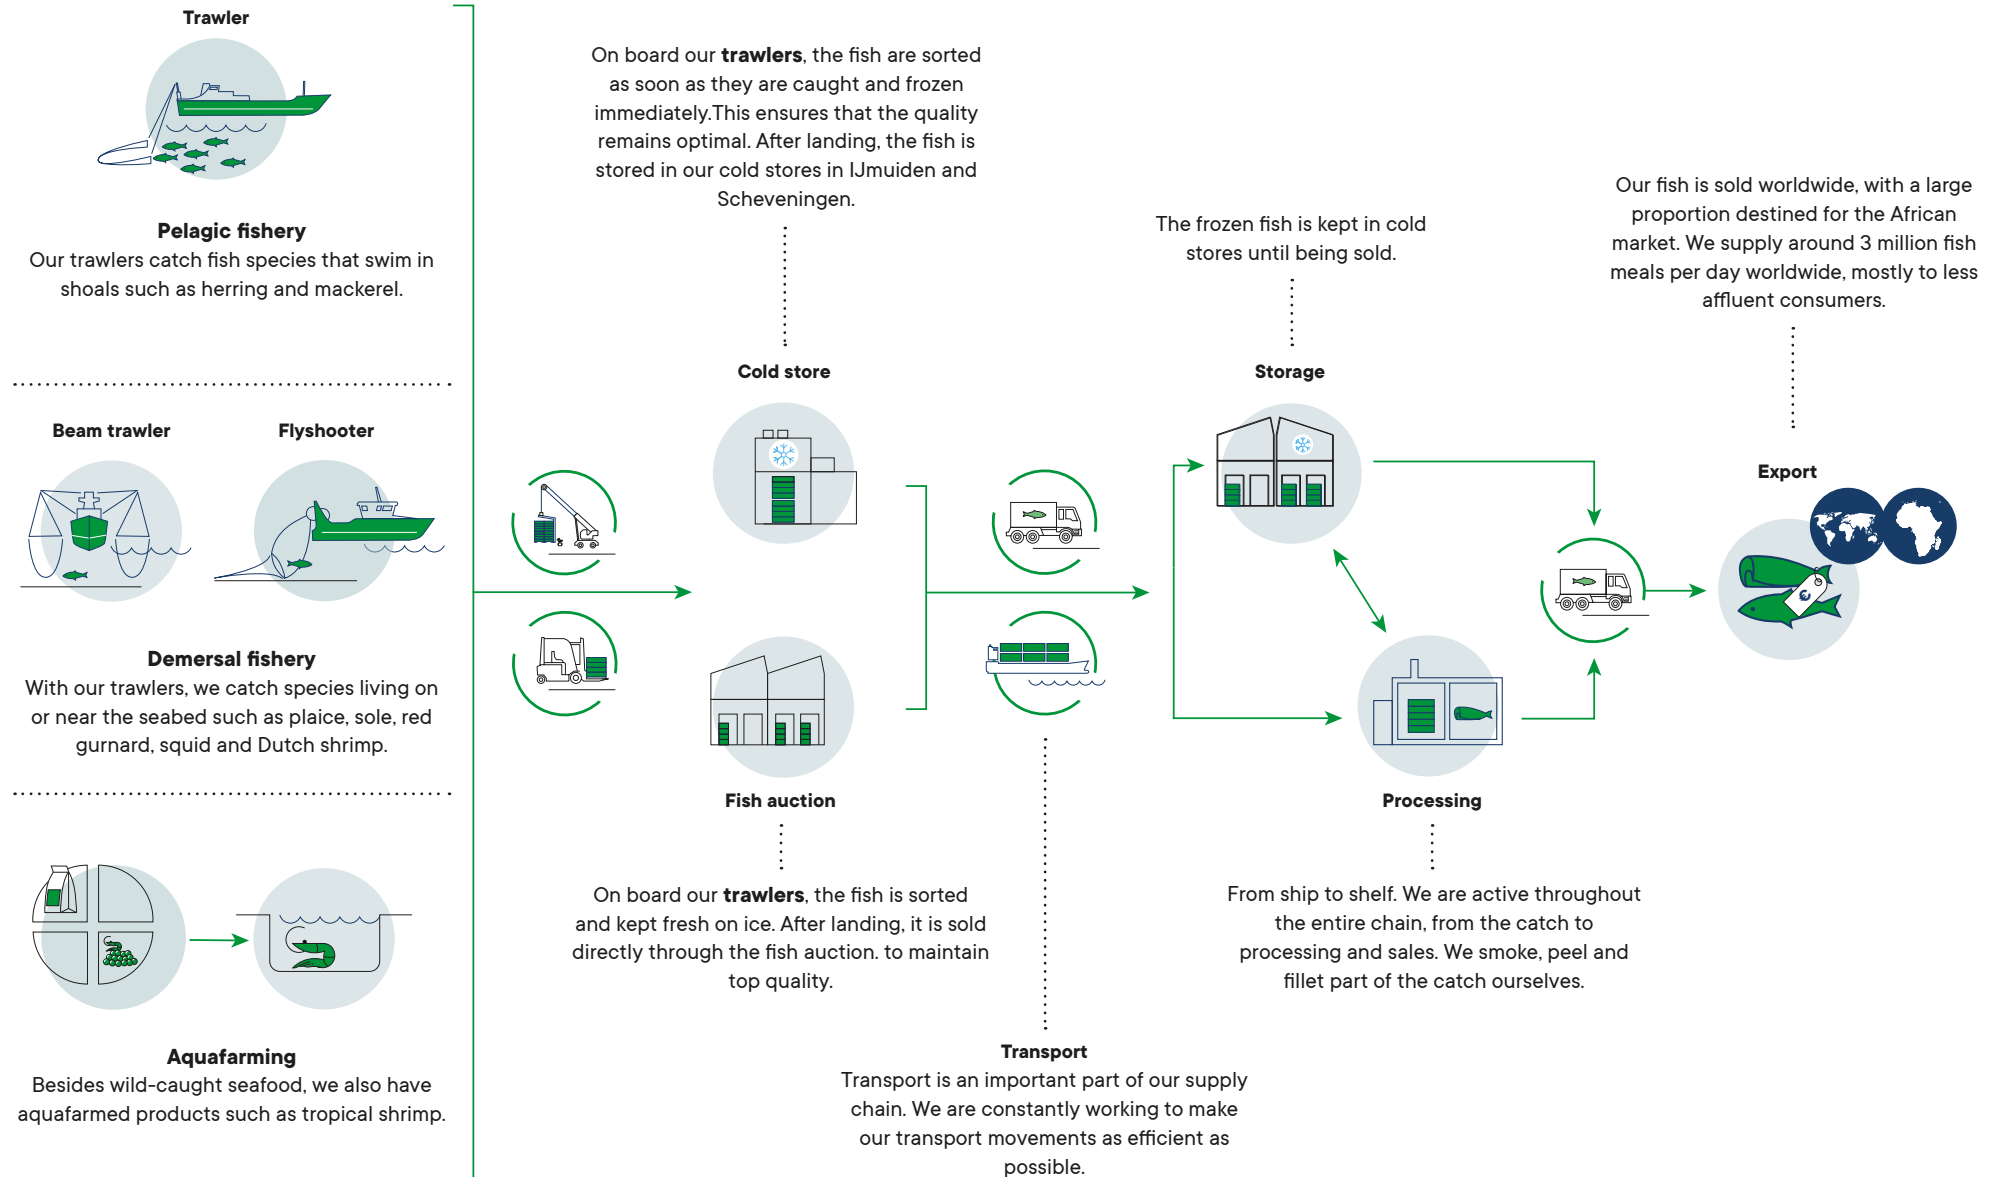 Trawler
Pelagic fishery
Our trawlers catch fish species that swim in
shoals such as herring and mackerel.
Beam trawler
Flyshooter
Demersal fishery
With our trawlers, we catch species living on
or near the seabed such as plaice, sole, red
gurnard, squid and Dutch shrimp.
Aquafarming
Besides wild-caught seafood, we also have
aquafarmed products such as tropical shrimp.
On board our trawlers, the fish are sorted
as soon as they are caught and frozen
immediately.This ensures that the quality
remains optimal. After landing, the fish is
stored in our cold stores in IJmuiden and
Scheveningen.
Cold store
Fish auction
On board our trawlers, the fish is sorted
and kept fresh on ice. After landing, it is sold
directly through the fish auction. to maintain
top quality.
Transport
Transport is an important part of our supply
chain. We are constantly working to make
our transport movements as efficient as
possible.
The frozen fish is kept in cold
stores until being sold.
Storage
Processing
From ship to shelf. We are active throughout
the entire chain, from the catch to
processing and sales. We smoke, peel and
fillet part of the catch ourselves.
Our fish is sold worldwide, with a large
proportion destined for the African
market. We supply around 3 million fish
meals per day worldwide, mostly to less
affluent consumers.
Export
€